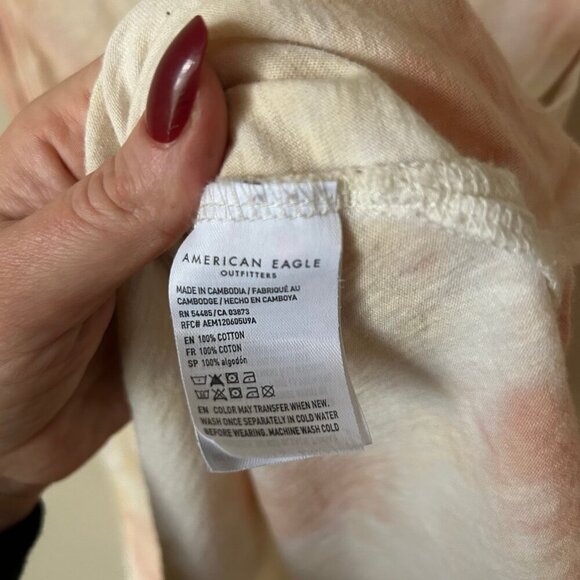 AMERICAN EAGLE
OUTFITTERS
MADE IN CAMBODIA / FABRIQUÉ AU
CAMBODGE / HECHO EN CAMBOYA
RN 54485 / CA 03873
RFC# AEM120605U9A
EN 100% COTTON
FR 100% COTON
SP 100% algodón
EN COLOR MAY TRANSFER WHEN NEW.
WASH ONCE SEPARATELY IN COLD WATER
BEFORE WEARING. MACHINE WASH COLD